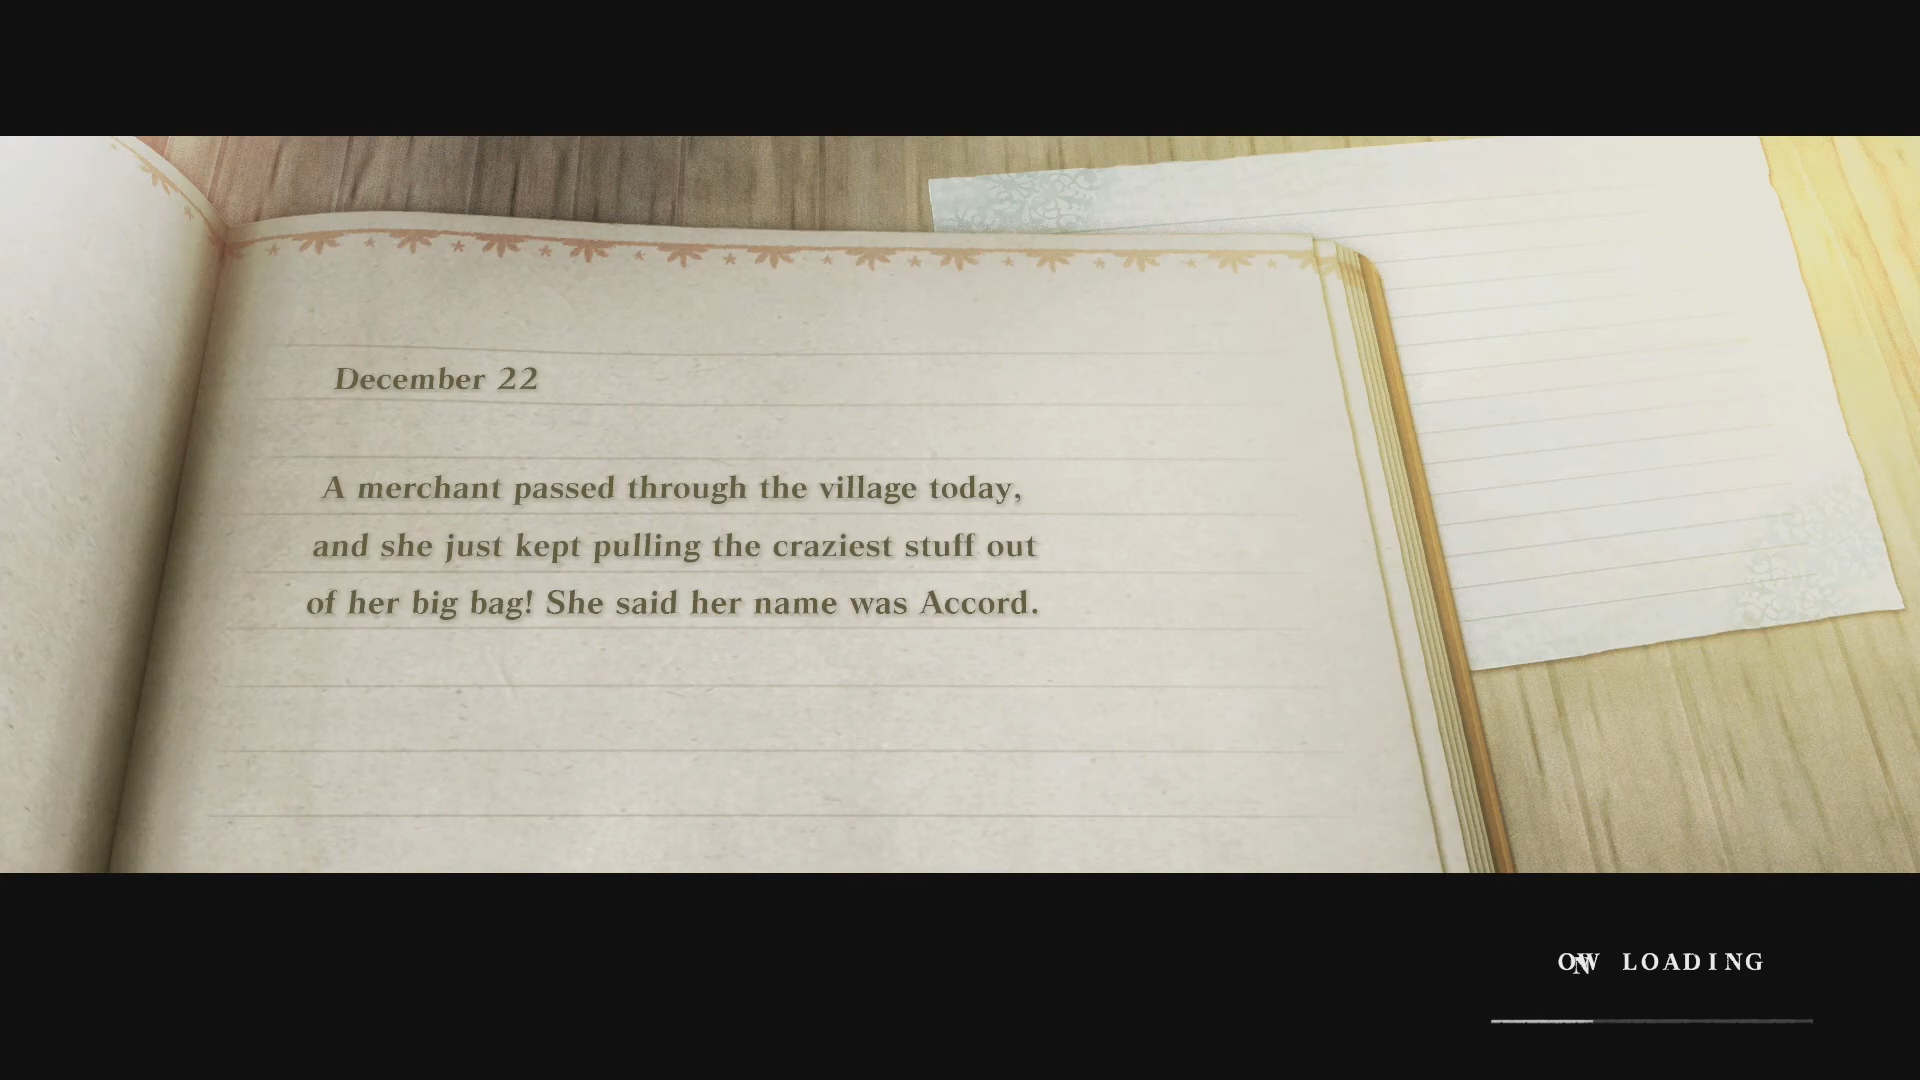 December 22
A merchant passed through the village today,
and she just kept pulling the craziest stuff out
of her big bag! She said her name was Accord.
NOW LOADING